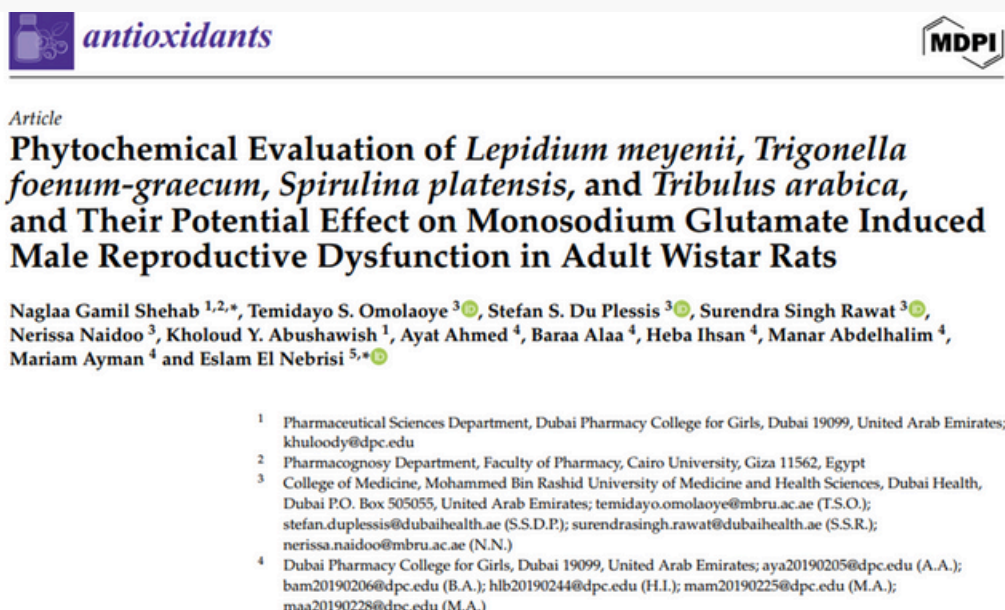 antioxidants
MDPI
Article
Phytochemical Evaluation of Lepidium meyenii, Trigonella
foenum-graecum, Spirulina platensis, and Tribulus arabica,
and Their Potential Effect on Monosodium Glutamate Induced
Male Reproductive Dysfunction in Adult Wistar Rats
Naglaa Gamil Shehab 1,2,*, Temidayo S. Omolaoye 3 iD, Stefan S. Du Plessis 3 iD, Surendra Singh Rawat 3 iD,
Nerissa Naidoo 3, Kholoud Y. Abushawish 1, Ayat Ahmed 4, Baraa Alaa 4, Heba Ihsan 4, Manar Abdelhalim 4,
Mariam Ayman 4 and Eslam El Nebrisi 5,* iD
1 Pharmaceutical Sciences Department, Dubai Pharmacy College for Girls, Dubai 19099, United Arab Emirates;
khuloody@dpc.edu
2 Pharmacognosy Department, Faculty of Pharmacy, Cairo University, Giza 11562, Egypt
3 College of Medicine, Mohammed Bin Rashid University of Medicine and Health Sciences, Dubai Health,
Dubai P.O. Box 505055, United Arab Emirates; temidayo.omolaoye@mbru.ac.ae (T.S.O.);
stefan.duplessis@dubaihealth.ae (S.S.D.P.); surendrasingh.rawat@dubaihealth.ae (S.S.R.);
nerissa.naidoo@mbru.ac.ae (N.N.)
4 Dubai Pharmacy College for Girls, Dubai 19099, United Arab Emirates; aya20190205@dpc.edu (A.A.);
bam20190206@dpc.edu (B.A.); hlb20190244@dpc.edu (H.I.); mam20190225@dpc.edu (M.A.);
maa20190228@dpc.edu (M.A.)